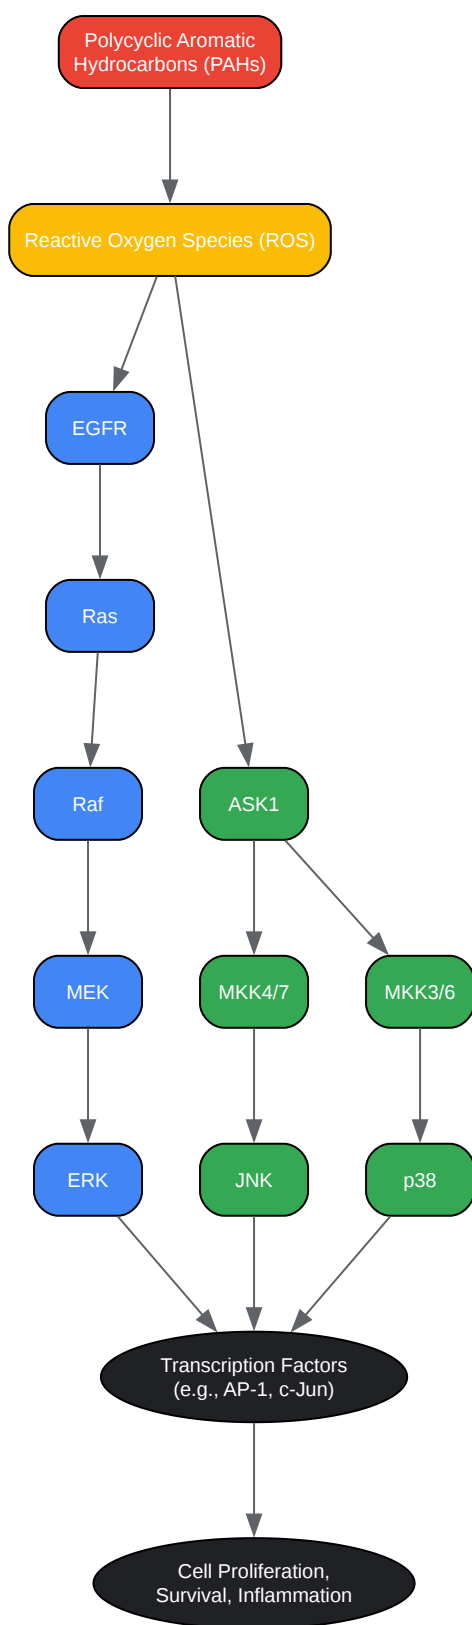 Polycyclic Aromatic
Hydrocarbons (PAHs)
Reactive Oxygen Species (ROS)
EGFR
Ras
Raf
ASK1
MEK
MKK4/7
MKK3/6
ERK
JNK
p38
Transcription Factors
(e.g., AP-1, c-Jun)
Cell Proliferation,
Survival, Inflammation